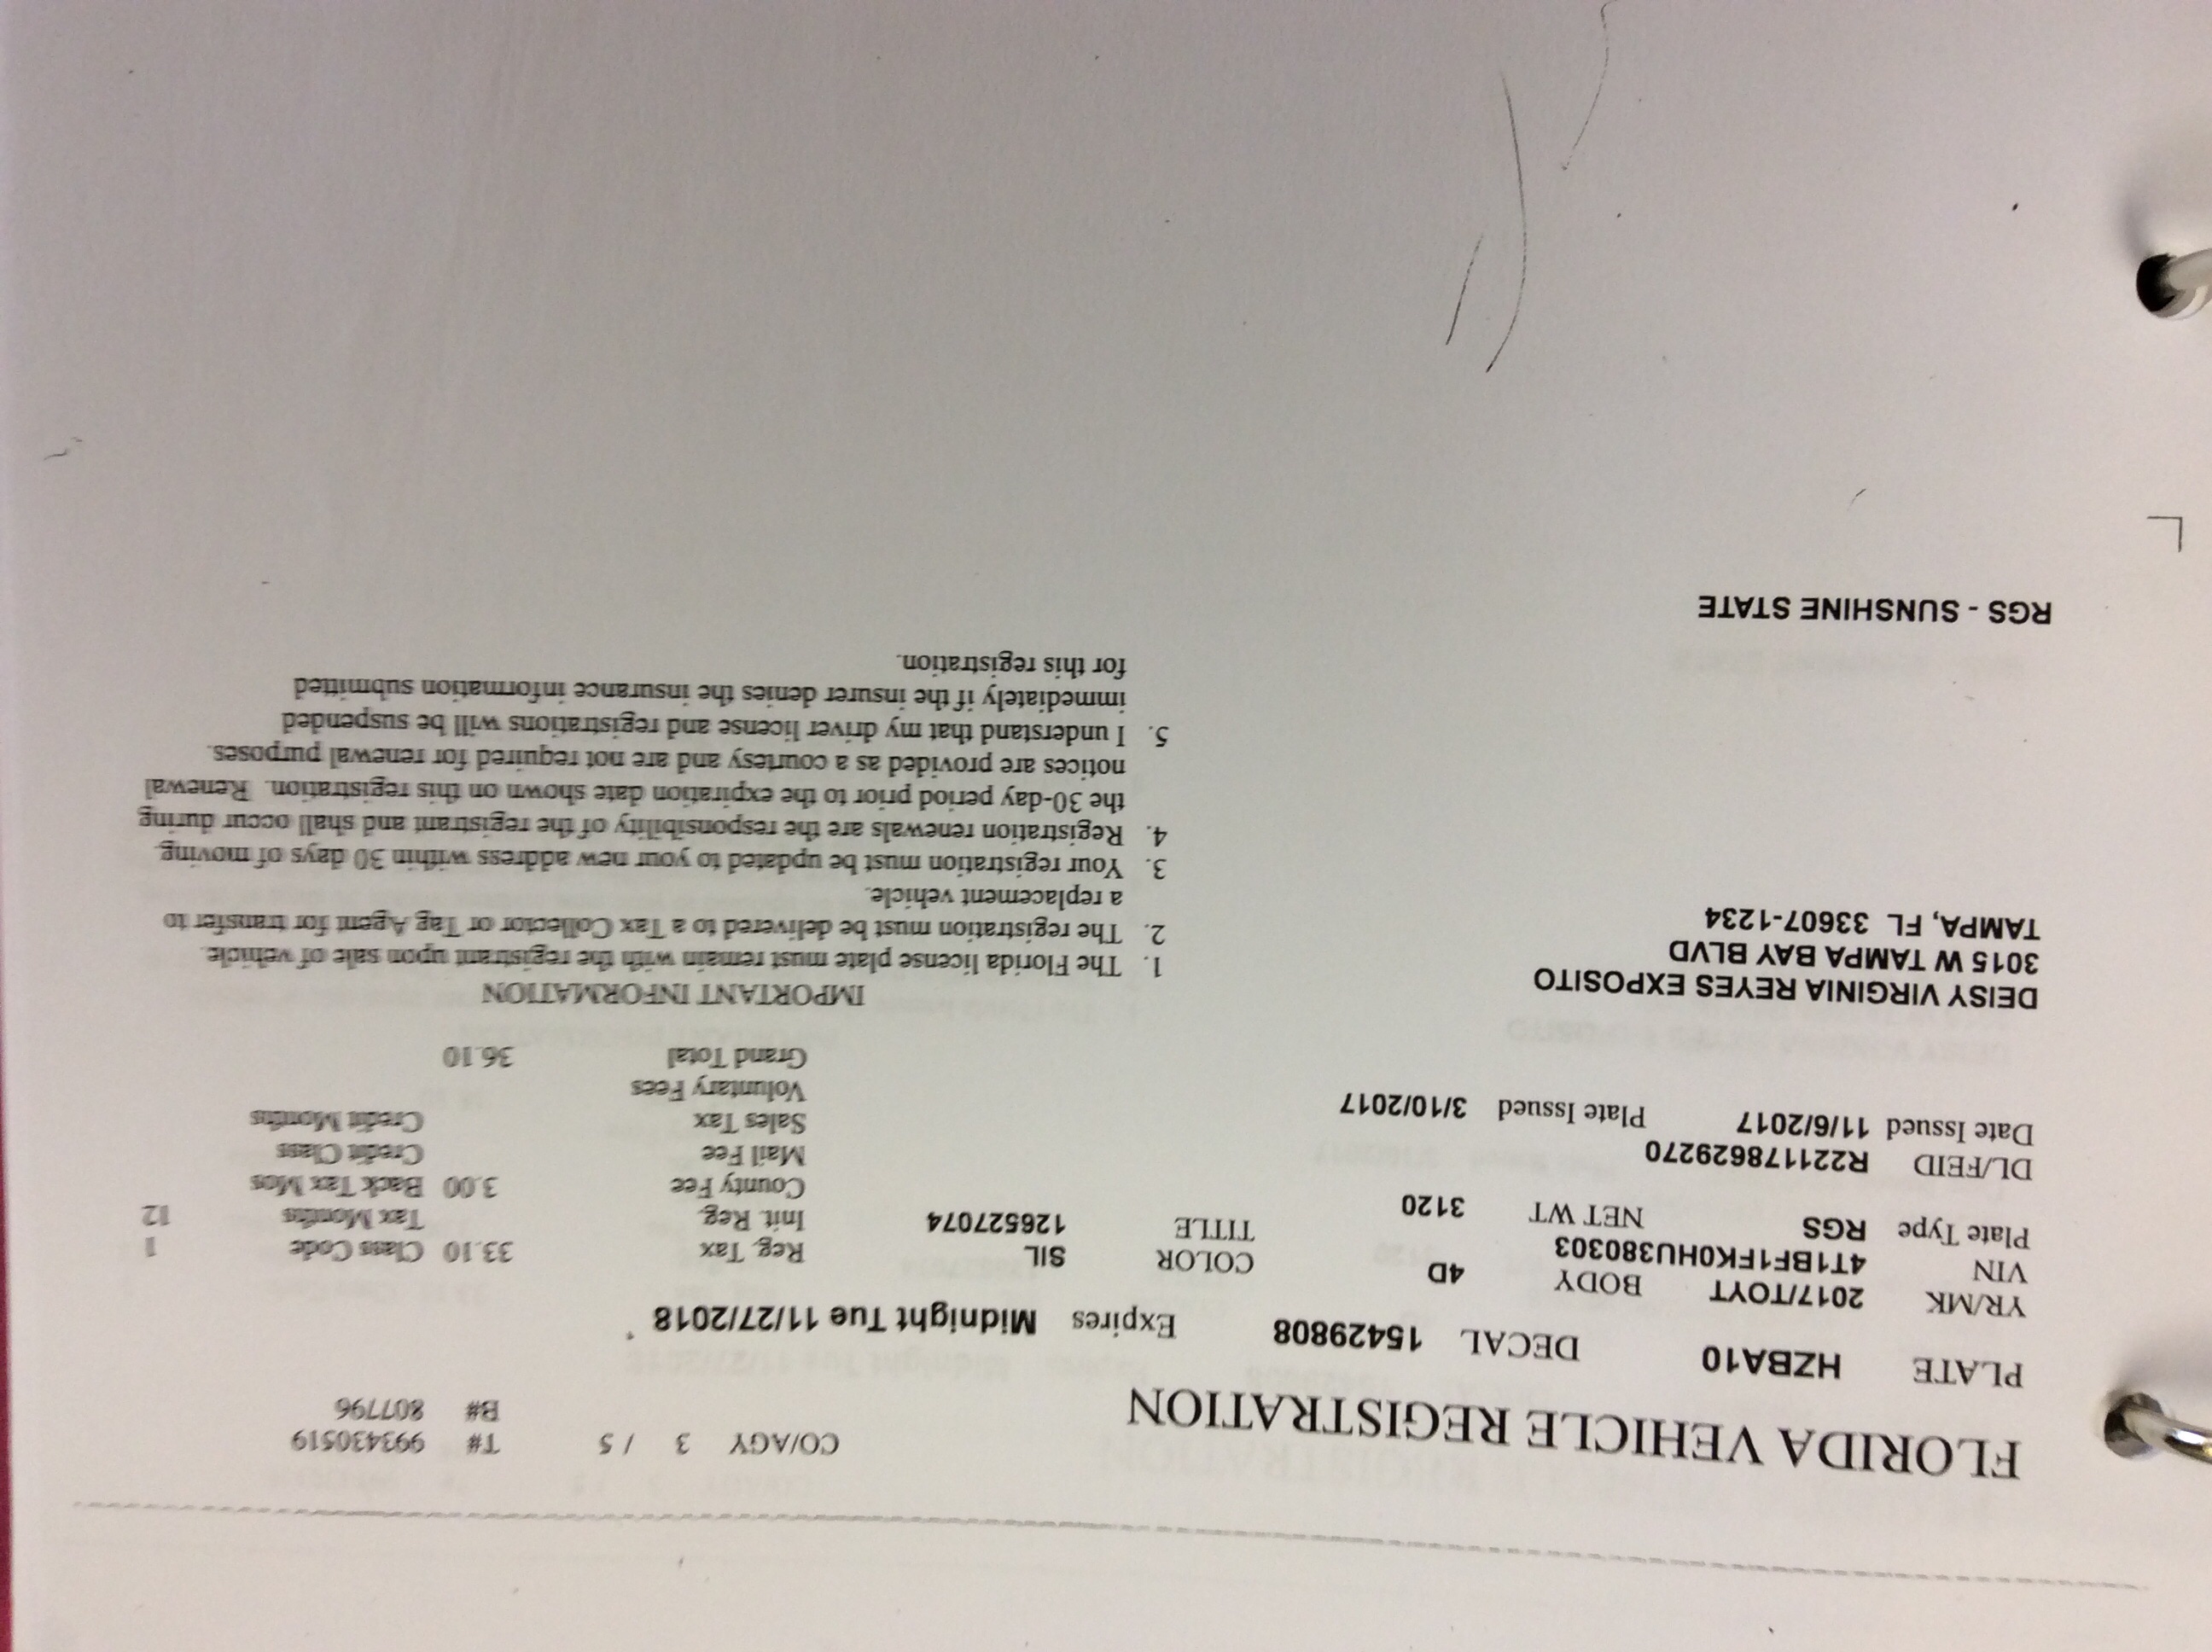 FLORIDA VEHICLE REGISTRATION
CO/AGY 3 / 5 T# 993430519
B# 807796
PLATE HZBA10 DECAL 15429808 Expires Midnight Tue 11/27/2018
YR/MK 2017/TOYT BODY 4D COLOR SIL Reg. Tax 33.10 Class Code 1
VIN 4T1BF1FK0HU380303 TITLE 126527074 Init. Reg. Tax Months 12
Plate Type RGS NET WT 3120 County Fee 3.00 Back Tax Mos
Mail Fee Credit Class
DL/FEID R221178629270 Sales Tax Credit Months
Date Issued 11/6/2017 Plate Issued 3/10/2017 Voluntary Fees
Grand Total 36.10
DEISY VIRGINIA REYES EXPOSITO
3015 W TAMPA BAY BLVD
TAMPA, FL 33607-1234
IMPORTANT INFORMATION
1. The Florida license plate must remain with the registrant upon sale of vehicle.
2. The registration must be delivered to a Tax Collector or Tag Agent for transfer to
a replacement vehicle.
3. Your registration must be updated to your new address within 30 days of moving.
4. Registration renewals are the responsibility of the registrant and shall occur during
the 30-day period prior to the expiration date shown on this registration. Renewal
notices are provided as a courtesy and are not required for renewal purposes.
5. I understand that my driver license and registrations will be suspended
immediately if the insurer denies the insurance information submitted
for this registration.
RGS - SUNSHINE STATE